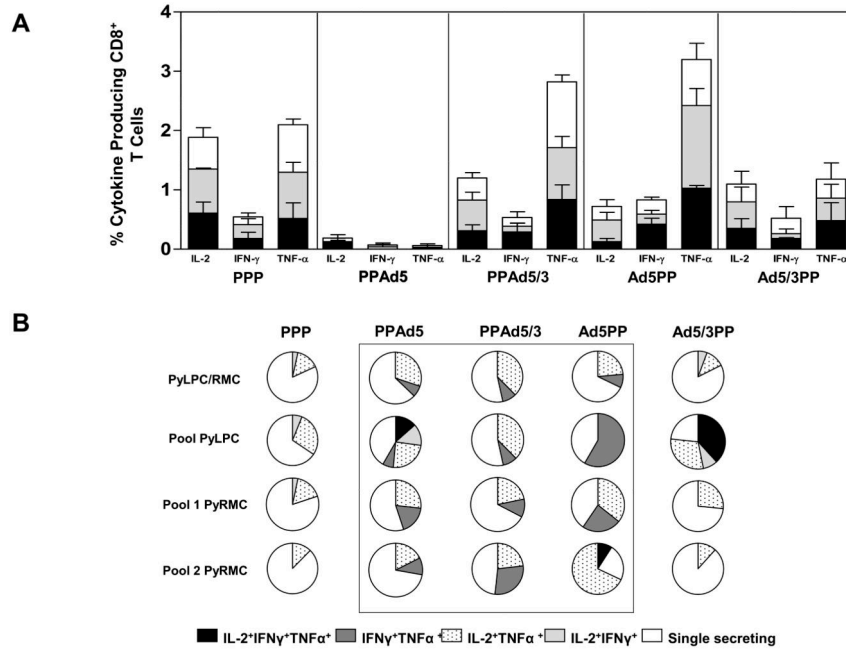 A
% Cytokine Producing CD8+
T Cells
4
3
2
1
0
IL-2 IFN-γ TNF-α IL-2 IFN-γ TNF-α IL-2 IFN-γ TNF-α IL-2 IFN-γ TNF-α IL-2 IFN-γ TNF-α
PPP PPAd5 PPAd5/3 Ad5PP Ad5/3PP
B
PPP PPAd5 PPAd5/3 Ad5PP Ad5/3PP
PyLPC/RMC
Pool PyLPC
Pool 1 PyRMC
Pool 2 PyRMC
IL-2+IFNγ+TNFα+ IFNγ+TNFα+ IL-2+TNFα+ IL-2+IFNγ+ Single secreting